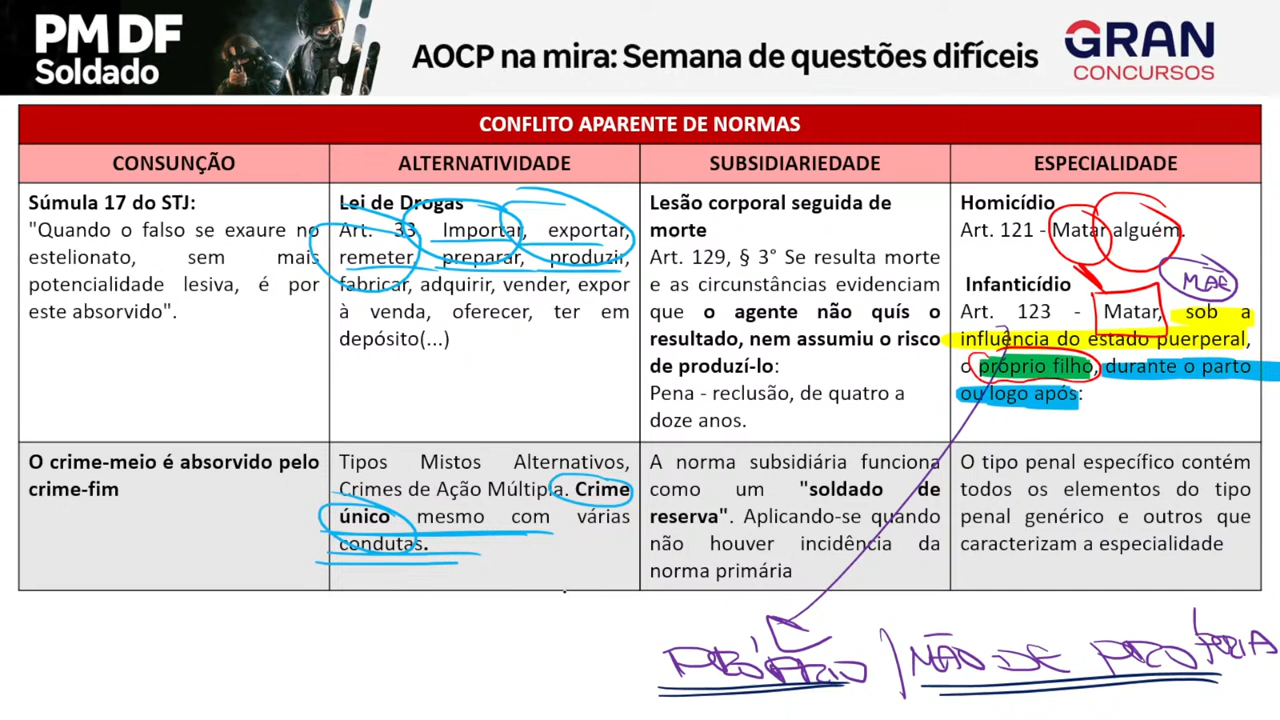 PM DF
Soldado
AOCP na mira: Semana de questões difíceis
GRAN
CONCURSOS
CONFLITO APARENTE DE NORMAS
CONSUNÇÃO
ALTERNATIVIDADE
SUBSIDIARIEDADE
ESPECIALIDADE
Súmula 17 do STJ:
"Quando o falso se exaure no
estelionato, sem mais
potencialidade lesiva, é por
este absorvido".
Lei de Drogas
Art. 33 Importar, exportar,
remeter, preparar, produzir,
fabricar, adquirir, vender, expor
à venda, oferecer, ter em
depósito(...)
Lesão corporal seguida de
morte
Art. 129, § 3° Se resulta morte
e as circunstâncias evidenciam
que o agente não quís o
resultado, nem assumiu o risco
de produzí-lo:
Pena - reclusão, de quatro a
doze anos.
Homicídio
Art. 121 - Matar alguém.
MÃE
Infanticídio
Art. 123 - Matar, sob a
influência do estado puerperal,
o próprio filho, durante o parto
ou logo após:
O crime-meio é absorvido pelo
crime-fim
Tipos Mistos Alternativos,
Crimes de Ação Múltipla. Crime
único mesmo com várias
condutas.
A norma subsidiária funciona
como um "soldado de
reserva". Aplicando-se quando
não houver incidência da
norma primária
O tipo penal específico contém
todos os elementos do tipo
penal genérico e outros que
caracterizam a especialidade
PRÓPRIO / NÃO DE PRO